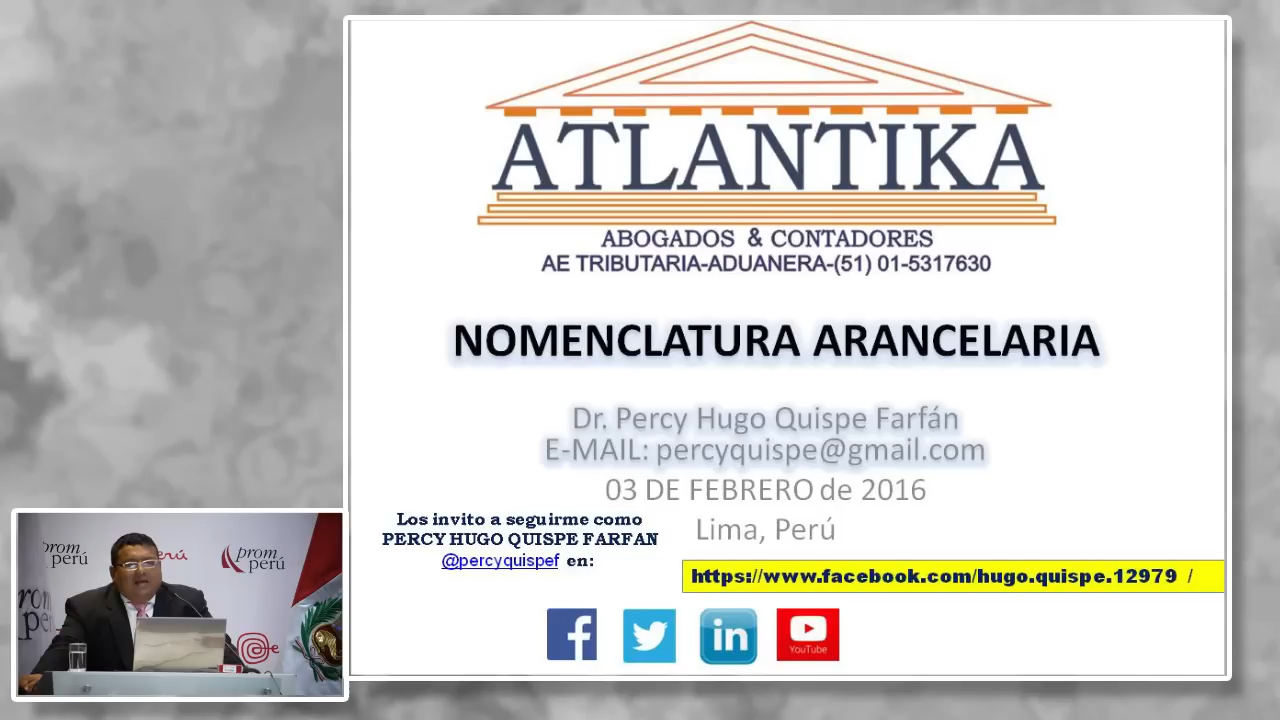 ATLANTIKA
ABOGADOS & CONTADORES
AE TRIBUTARIA-ADUANERA-(51) 01-5317630
NOMENCLATURA ARANCELARIA
Dr. Percy Hugo Quispe Farfán
E-MAIL: percyquispe@gmail.com
03 DE FEBRERO de 2016
Lima, Perú
Los invito a seguirme como
PERCY HUGO QUISPE FARFAN
@percyquispef en:
https://www.facebook.com/hugo.quispe.12979 /
f
in
YouTube
prom
perú
prom
perú